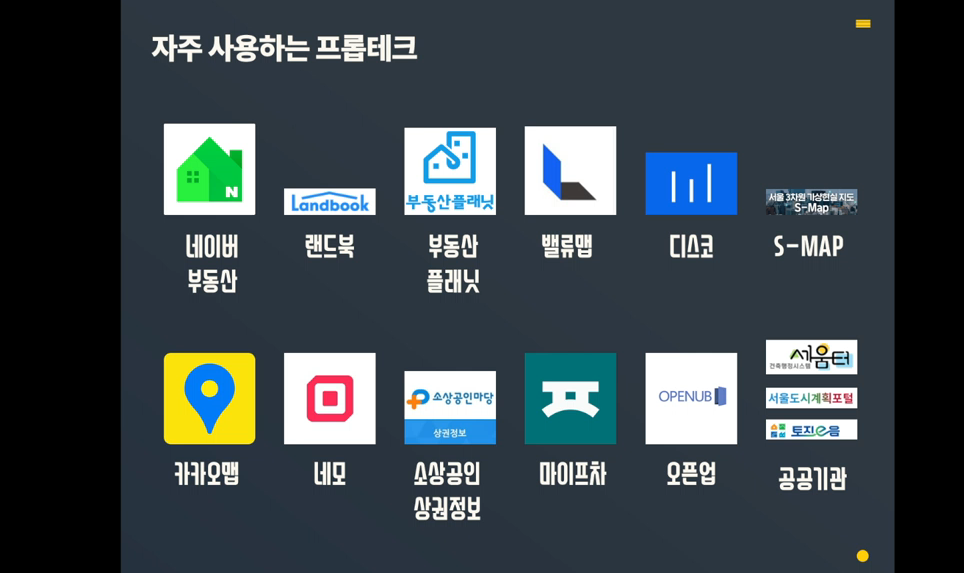 자주 사용하는 프롭테크
N
Landbook
부동산플래닛
서울 3차원 가상현실 지도
S-Map
네이버
부동산
랜드북
부동산
플래닛
밸류맵
디스코
S-MAP
소상공인마당
상권정보
OPENUB
세움터
건축행정시스템
서울도시계획포털
토지e음
카카오맵
네모
소상공인
상권정보
마이프차
오픈업
공공기관